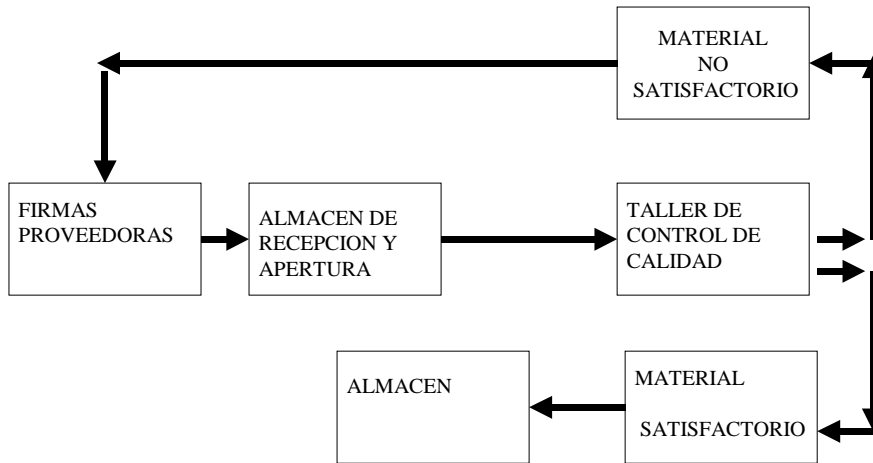 MATERIAL
NO
SATISFACTORIO
FIRMAS
PROVEEDORAS
ALMACEN DE
RECEPCION Y
APERTURA
TALLER DE
CONTROL DE
CALIDAD
ALMACEN
MATERIAL
SATISFACTORIO